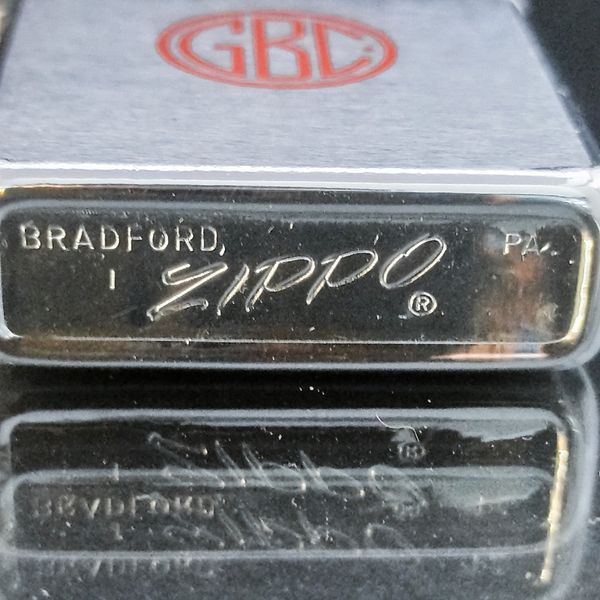 GBC
BRADFORD, PA.
| ZIPPO ®